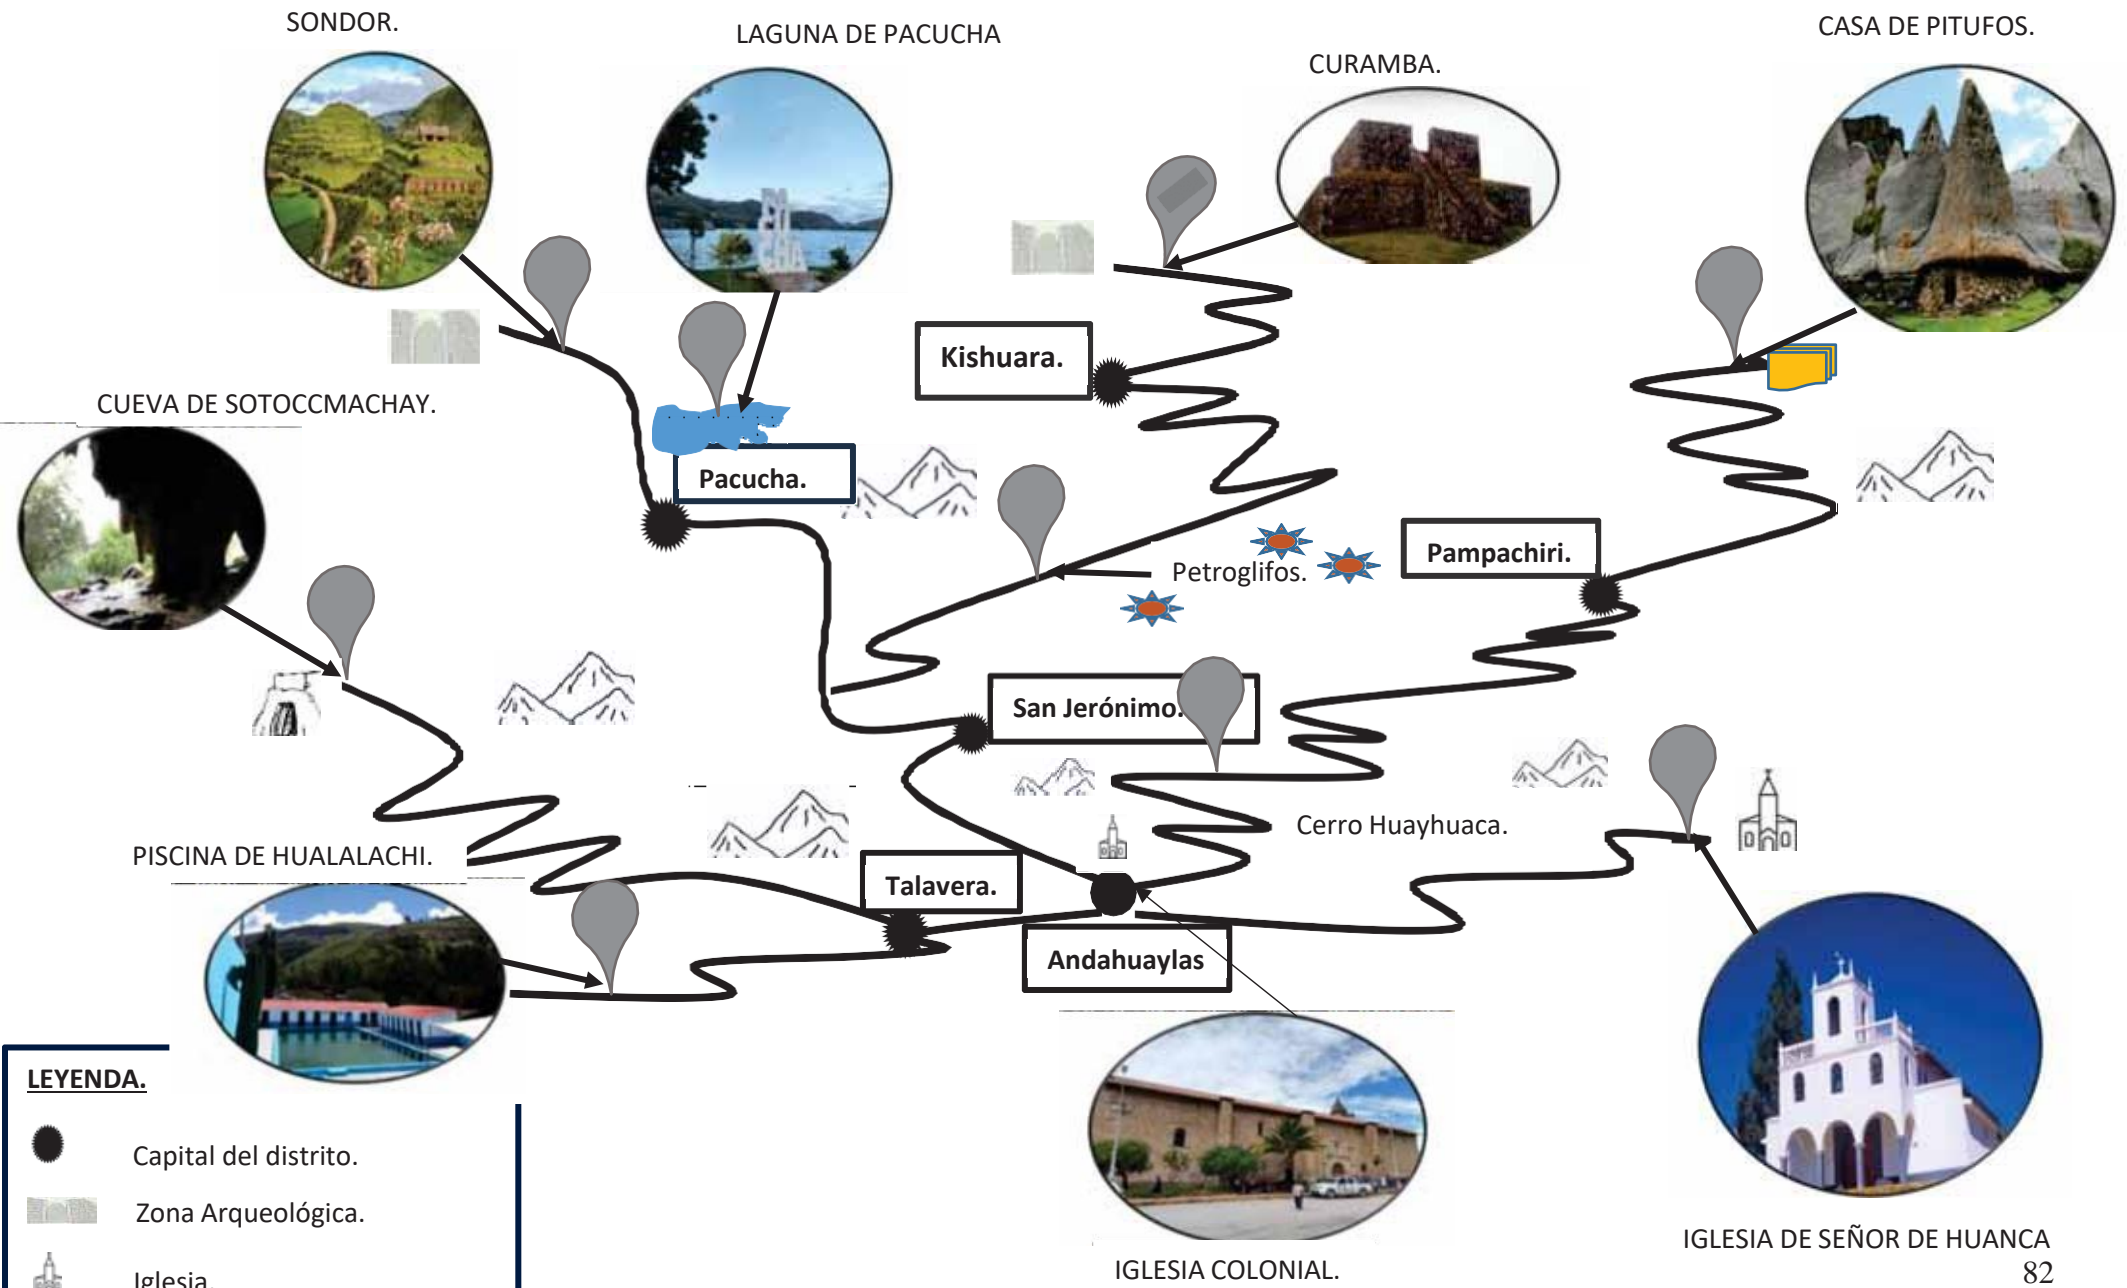 SONDOR.
LAGUNA DE PACUCHA
CASA DE PITUFOS.
CURAMBA.
Kishuara.
CUEVA DE SOTOCCMACHAY.
Pacucha.
Petroglifos.
Pampachiri.
San Jerónimo.
Cerro Huayhuaca.
PISCINA DE HUALALACHI.
Talavera.
Andahuaylas
LEYENDA.
Capital del distrito.
Zona Arqueológica.
Iglesia.
IGLESIA COLONIAL.
IGLESIA DE SEÑOR DE HUANCA
82